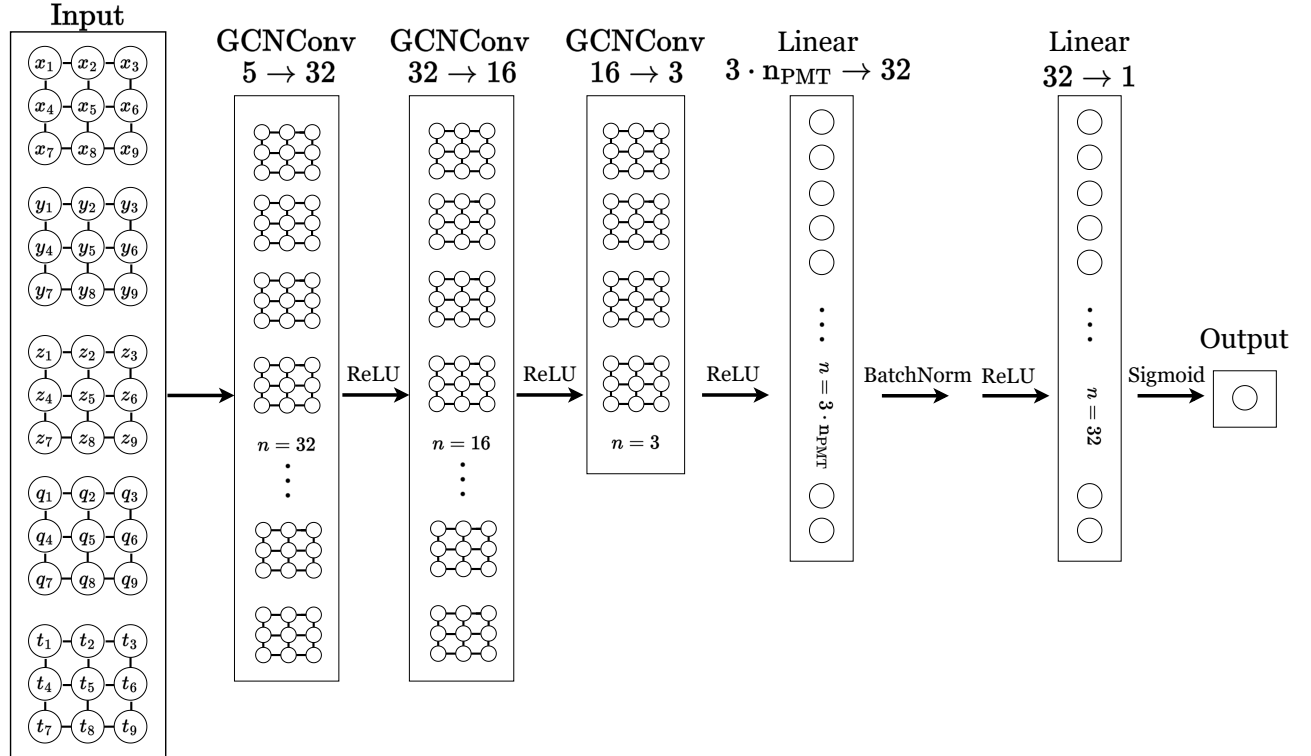 Input
x₁ x₂ x₃
x₄ x₅ x₆
x₇ x₈ x₉
y₁ y₂ y₃
y₄ y₅ y₆
y₇ y₈ y₉
z₁ z₂ z₃
z₄ z₅ z₆
z₇ z₈ z₉
q₁ q₂ q₃
q₄ q₅ q₆
q₇ q₈ q₉
t₁ t₂ t₃
t₄ t₅ t₆
t₇ t₈ t₉
GCNConv
5 → 32
n = 32
ReLU
GCNConv
32 → 16
n = 16
ReLU
GCNConv
16 → 3
n = 3
ReLU
Linear
3 · n_PMT → 32
n = 3 · n_PMT
BatchNorm
ReLU
Linear
32 → 1
n = 32
Sigmoid
Output